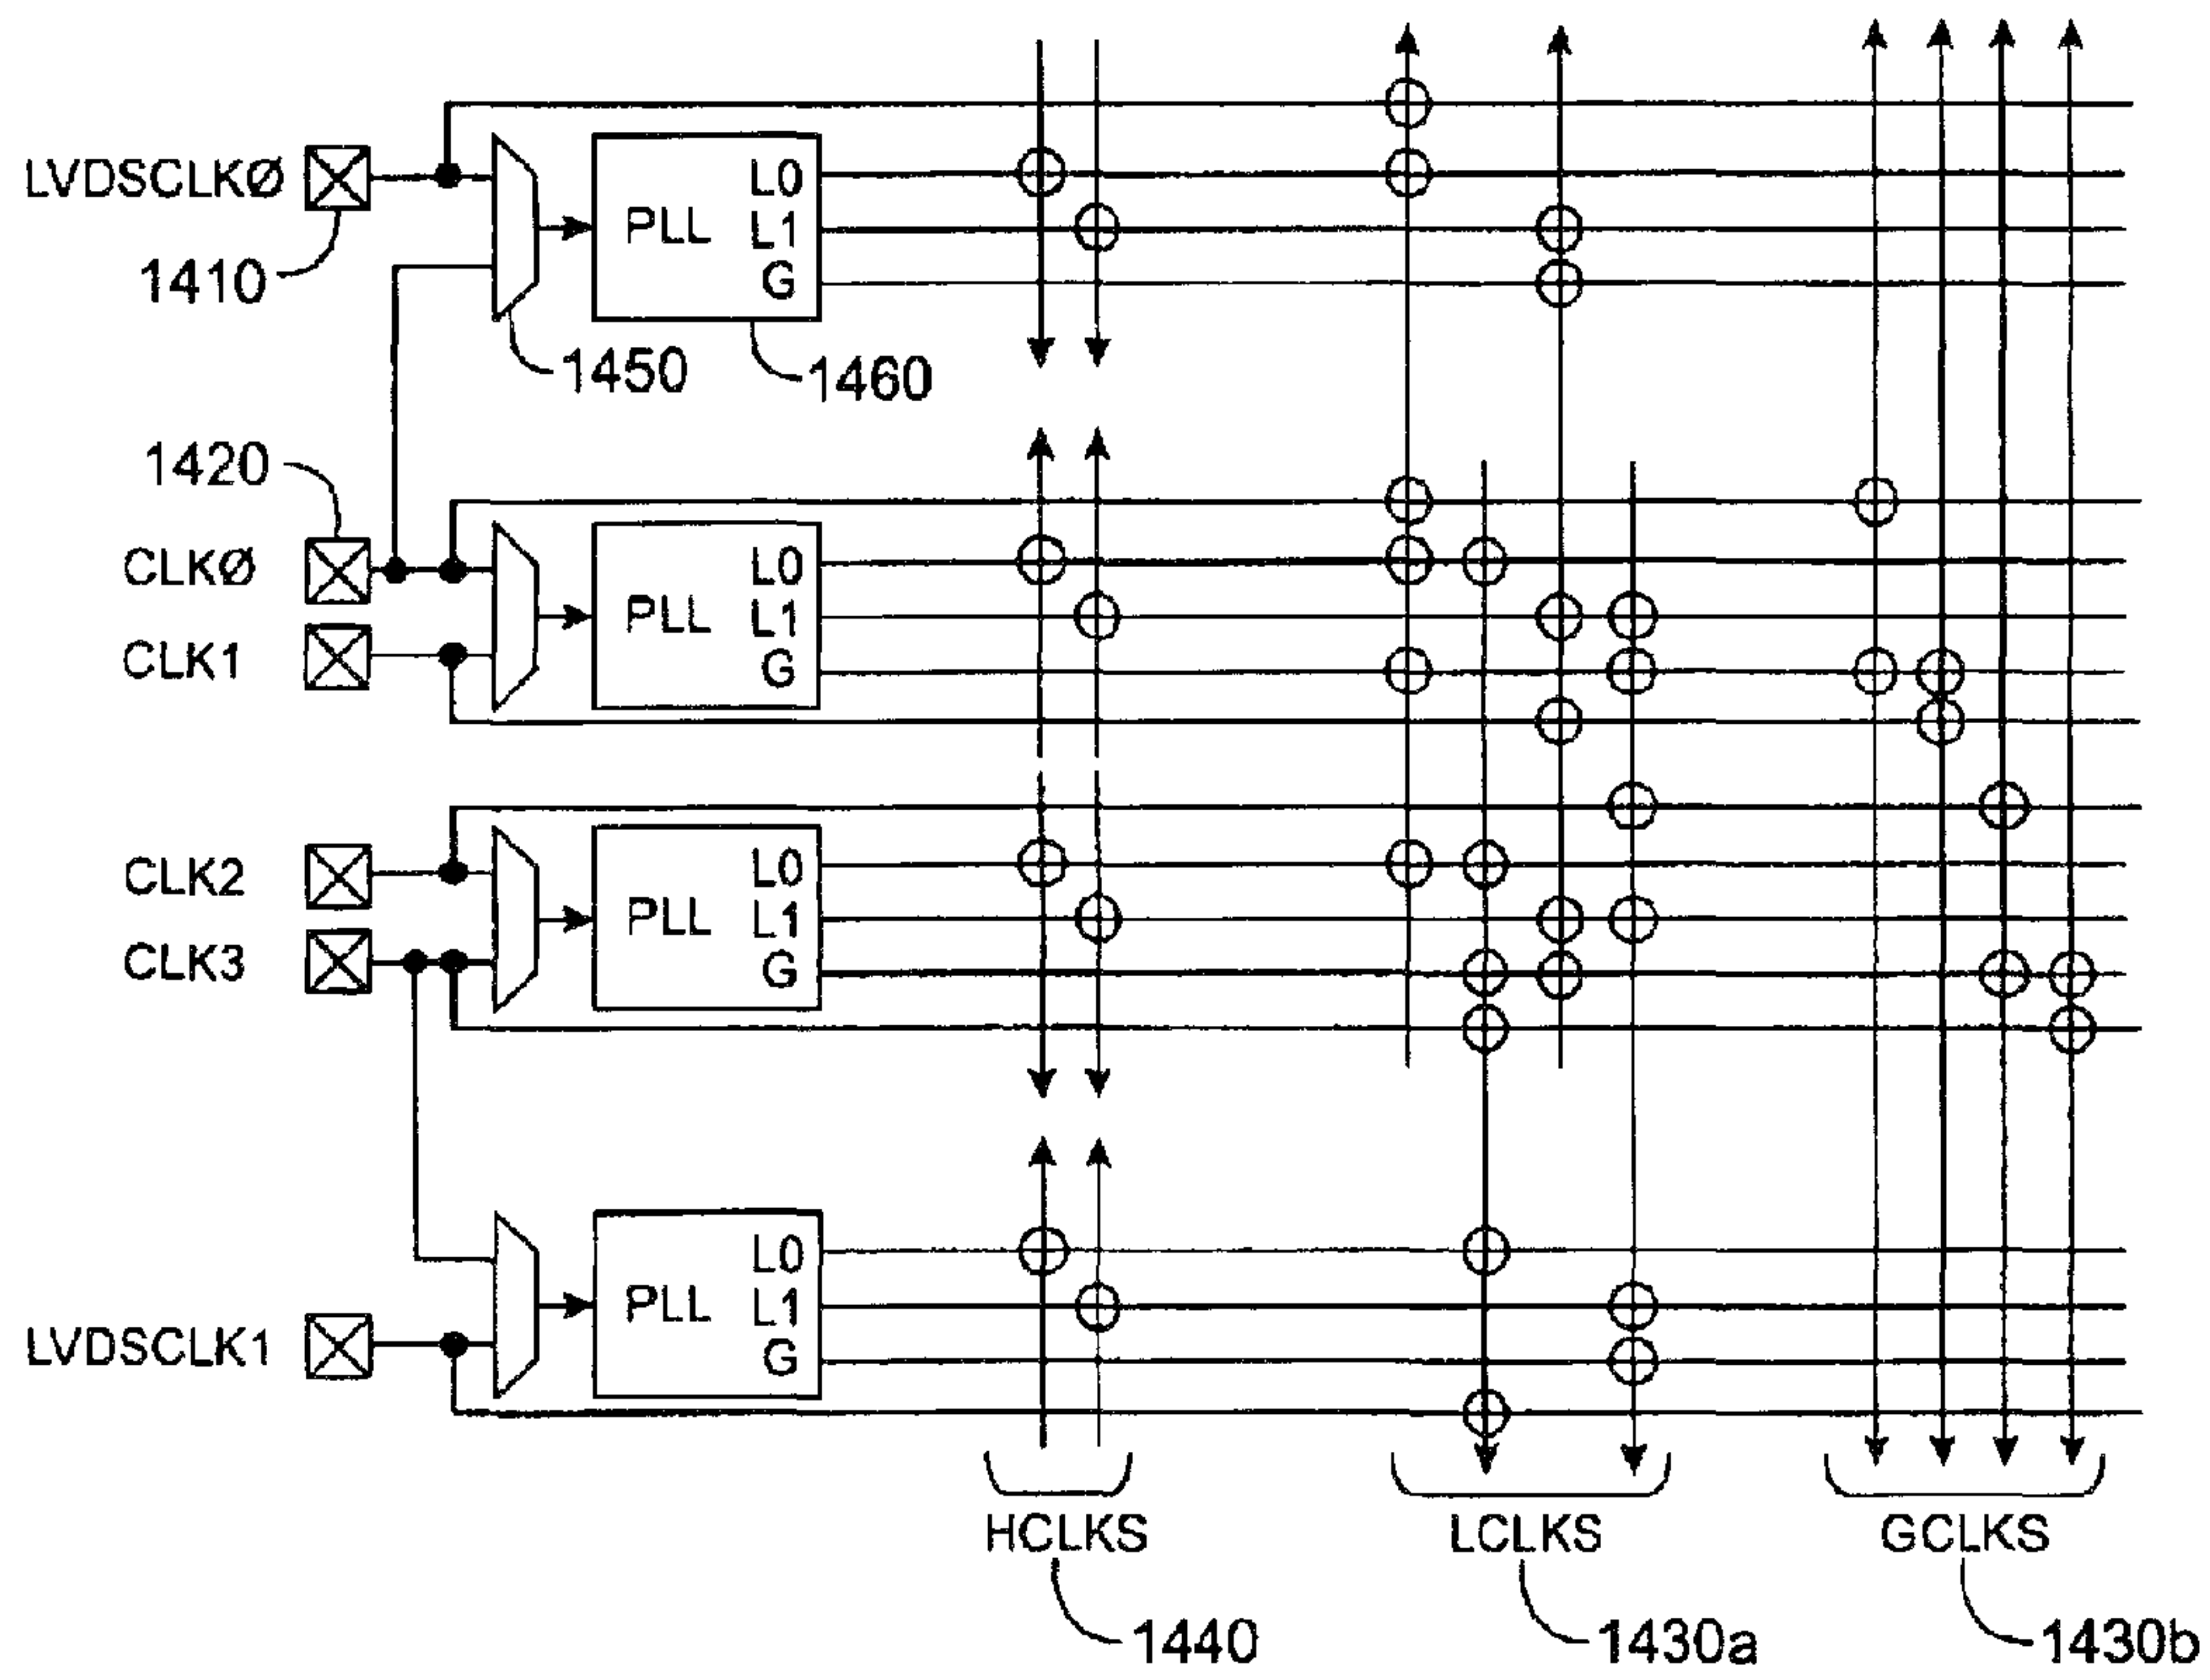 LVDSCLKØ
1410
PLL
L0
L1
G
1450
1460
1420
CLKØ
CLK1
PLL
L0
L1
G
CLK2
CLK3
PLL
L0
L1
G
LVDSCLK1
PLL
L0
L1
G
HCLKS
LCLKS
GCLKS
1440
1430a
1430b